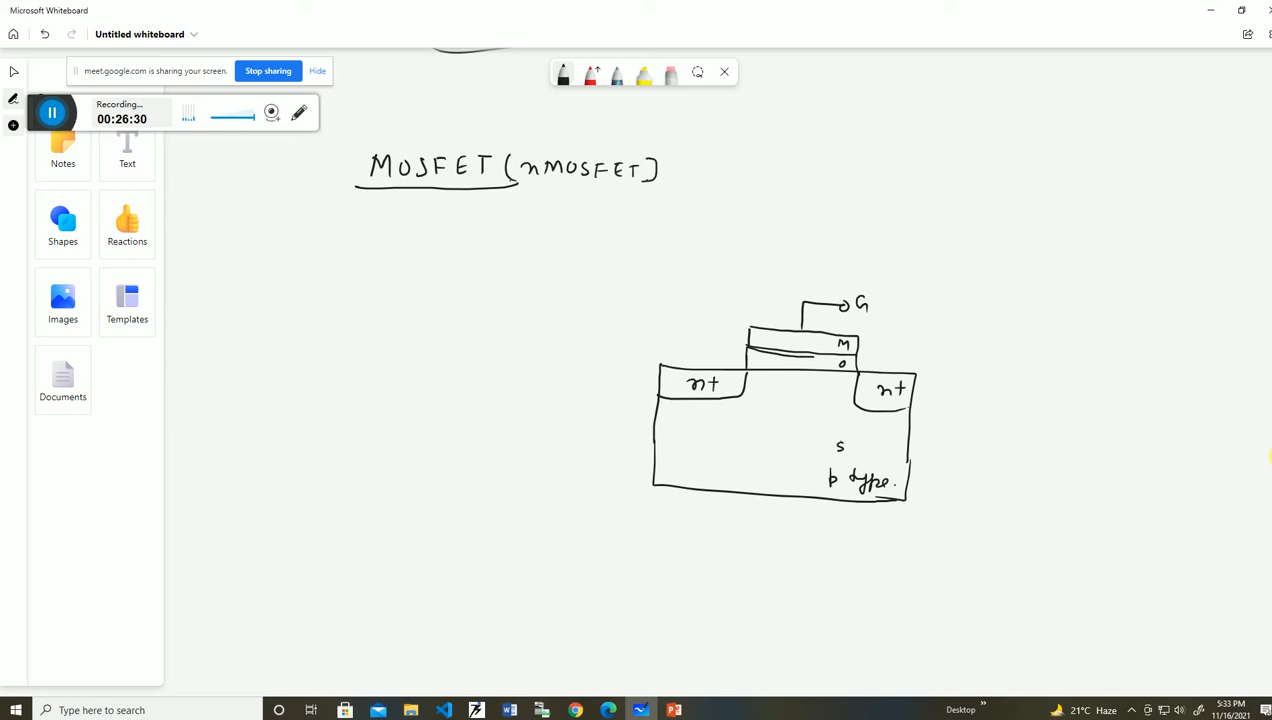 Microsoft Whiteboard
Untitled whiteboard
meet.google.com is sharing your screen.
Stop sharing
Hide
Recording...
00:26:30
Notes
Text
Shapes
Reactions
Images
Templates
Documents
MOSFET (nMOSFET)
G
M
O
n+
n+
S
p type.
Type here to search
Desktop
21°C Haze
5:33 PM
11/16/2021